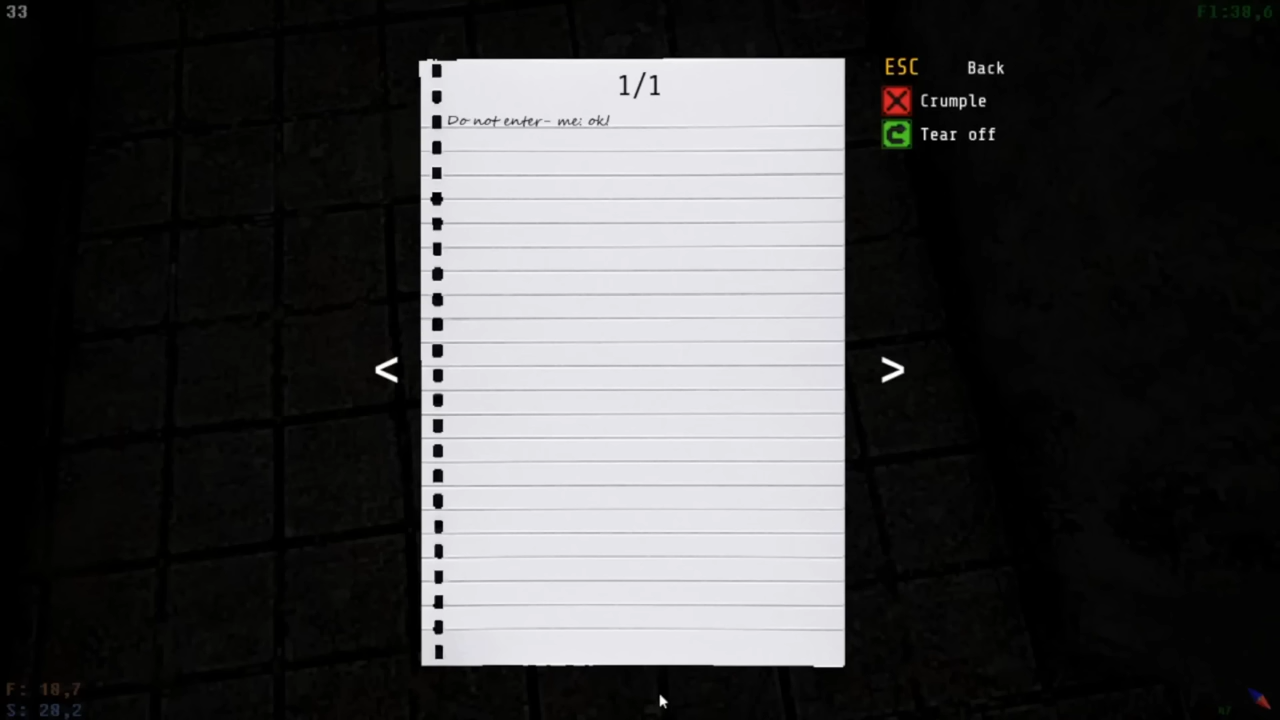 33
F1:38,6
1/1
ESC Back
Crumple
Do not enter- me: ok!
Tear off
<
>
F: 18,7
S: 28,2